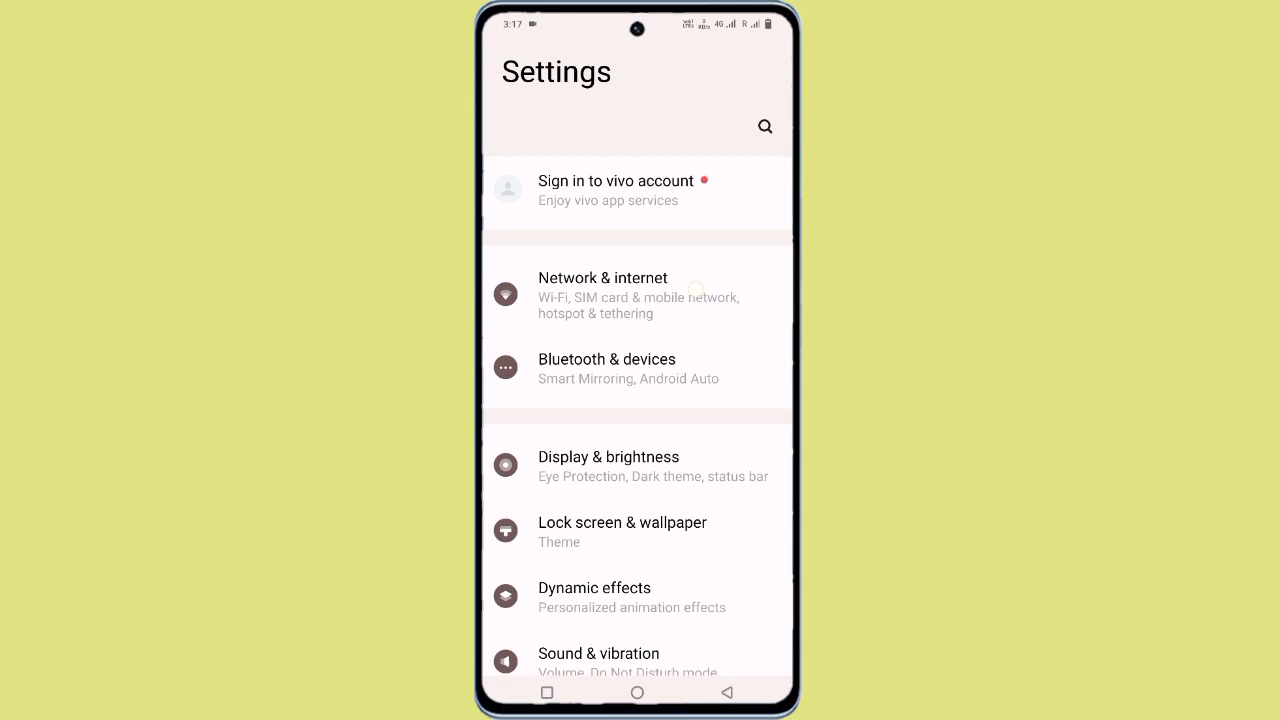 3:17
4G
R
Settings
Sign in to vivo account
Enjoy vivo app services
Network & internet
Wi-Fi, SIM card & mobile network,
hotspot & tethering
Bluetooth & devices
Smart Mirroring, Android Auto
Display & brightness
Eye Protection, Dark theme, status bar
Lock screen & wallpaper
Theme
Dynamic effects
Personalized animation effects
Sound & vibration
Volume, Do Not Disturb mode